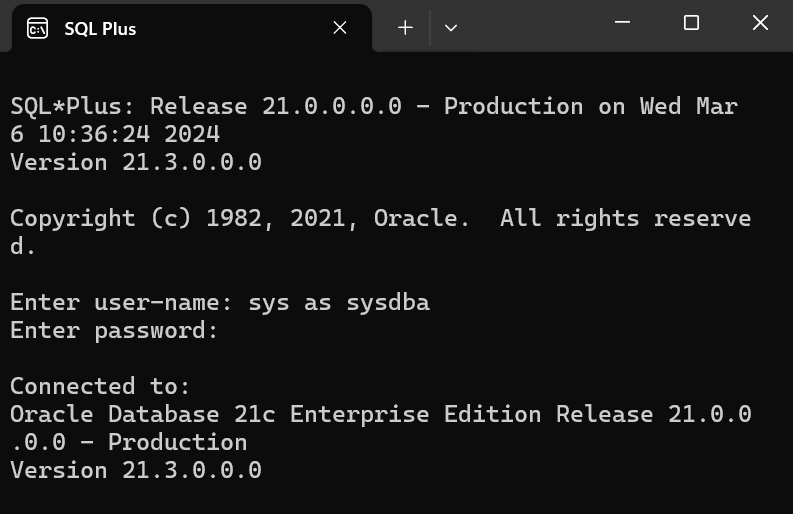 SQL Plus
SQL*Plus: Release 21.0.0.0.0 - Production on Wed Mar
6 10:36:24 2024
Version 21.3.0.0.0
Copyright (c) 1982, 2021, Oracle.  All rights reserve
d.
Enter user-name: sys as sysdba
Enter password:
Connected to:
Oracle Database 21c Enterprise Edition Release 21.0.0
.0.0 - Production
Version 21.3.0.0.0